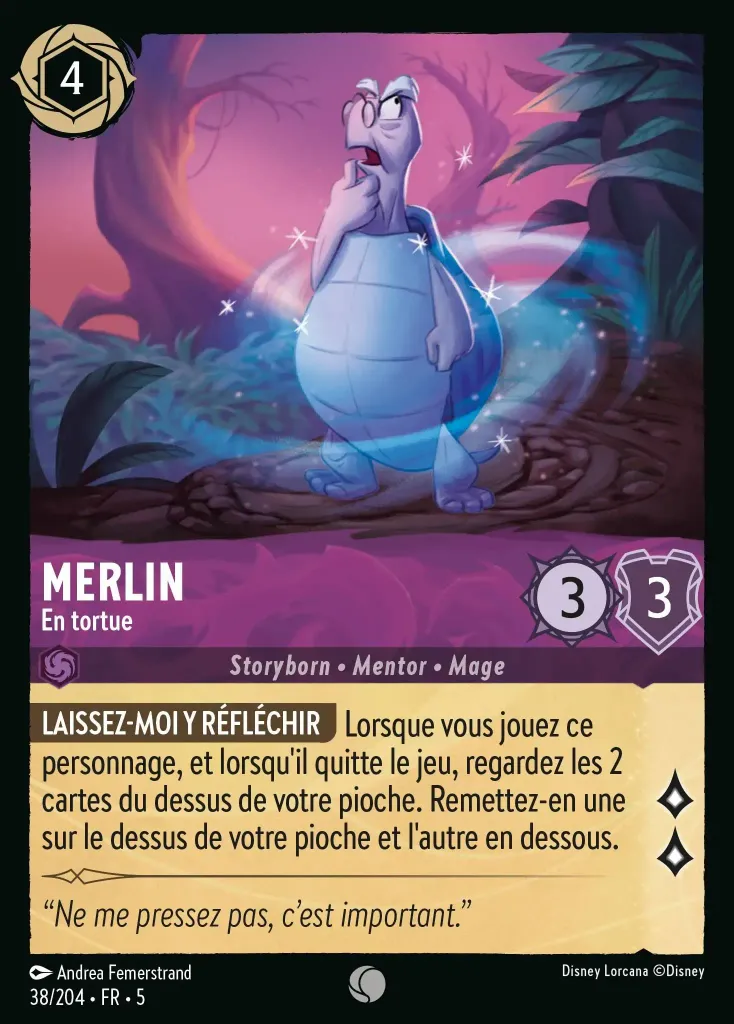 4
MERLIN
En tortue
3
3
Storyborn • Mentor • Mage
LAISSEZ-MOI Y RÉFLÉCHIR Lorsque vous jouez ce
personnage, et lorsqu'il quitte le jeu, regardez les 2
cartes du dessus de votre pioche. Remettez-en une
sur le dessus de votre pioche et l'autre en dessous.
“Ne me pressez pas, c’est important.”
Andrea Femerstrand
Disney Lorcana ©Disney
38/204 • FR • 5